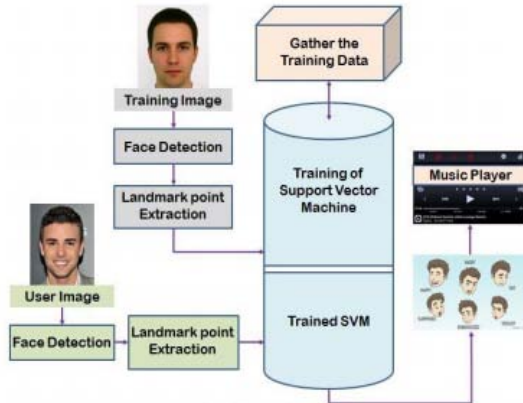 Gather the
Training Data
Training Image
Face Detection
Landmark point
Extraction
Training of
Support Vector
Machine
Music Player
User Image
Face Detection
Landmark point
Extraction
Trained SVM